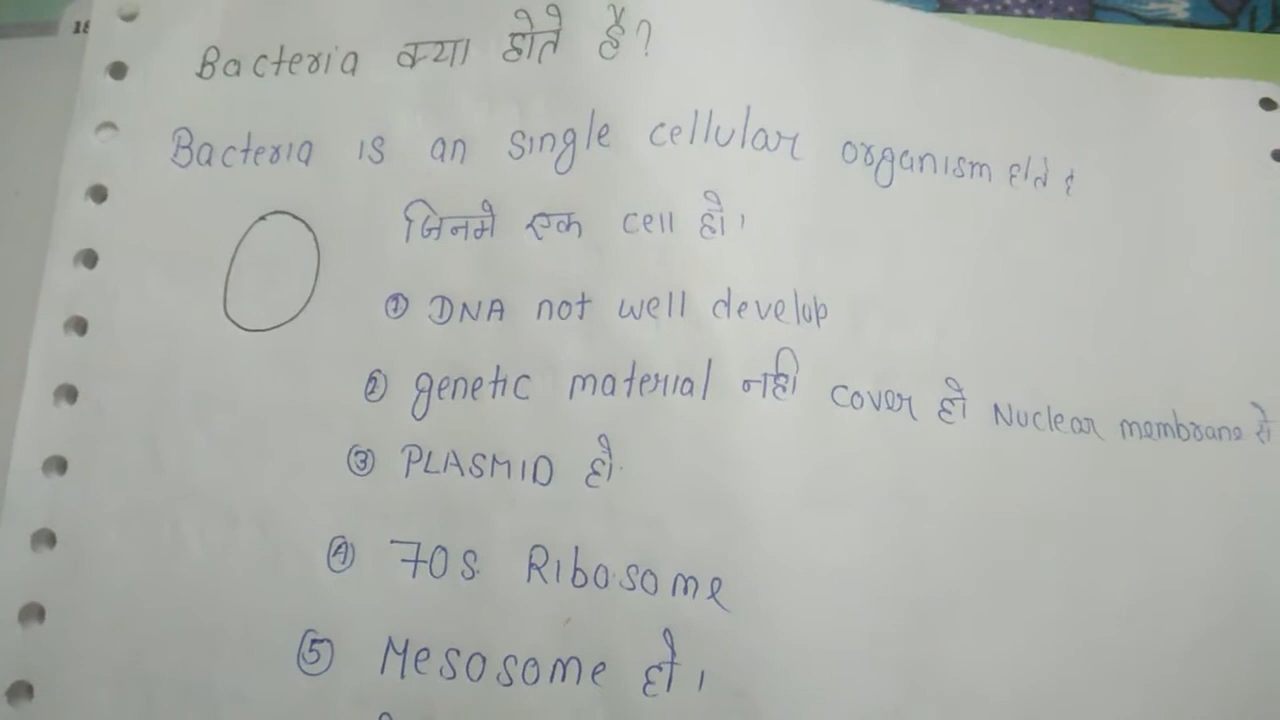 18
Bacteria क्या होते है?
Bacteria is an single cellular organism होते है
जिनमे एक cell हो।
① DNA not well develop
② genetic material नही cover हो Nuclear membrane से
③ PLASMID हो
④ 70s Ribosome
⑤ Mesosome हो।